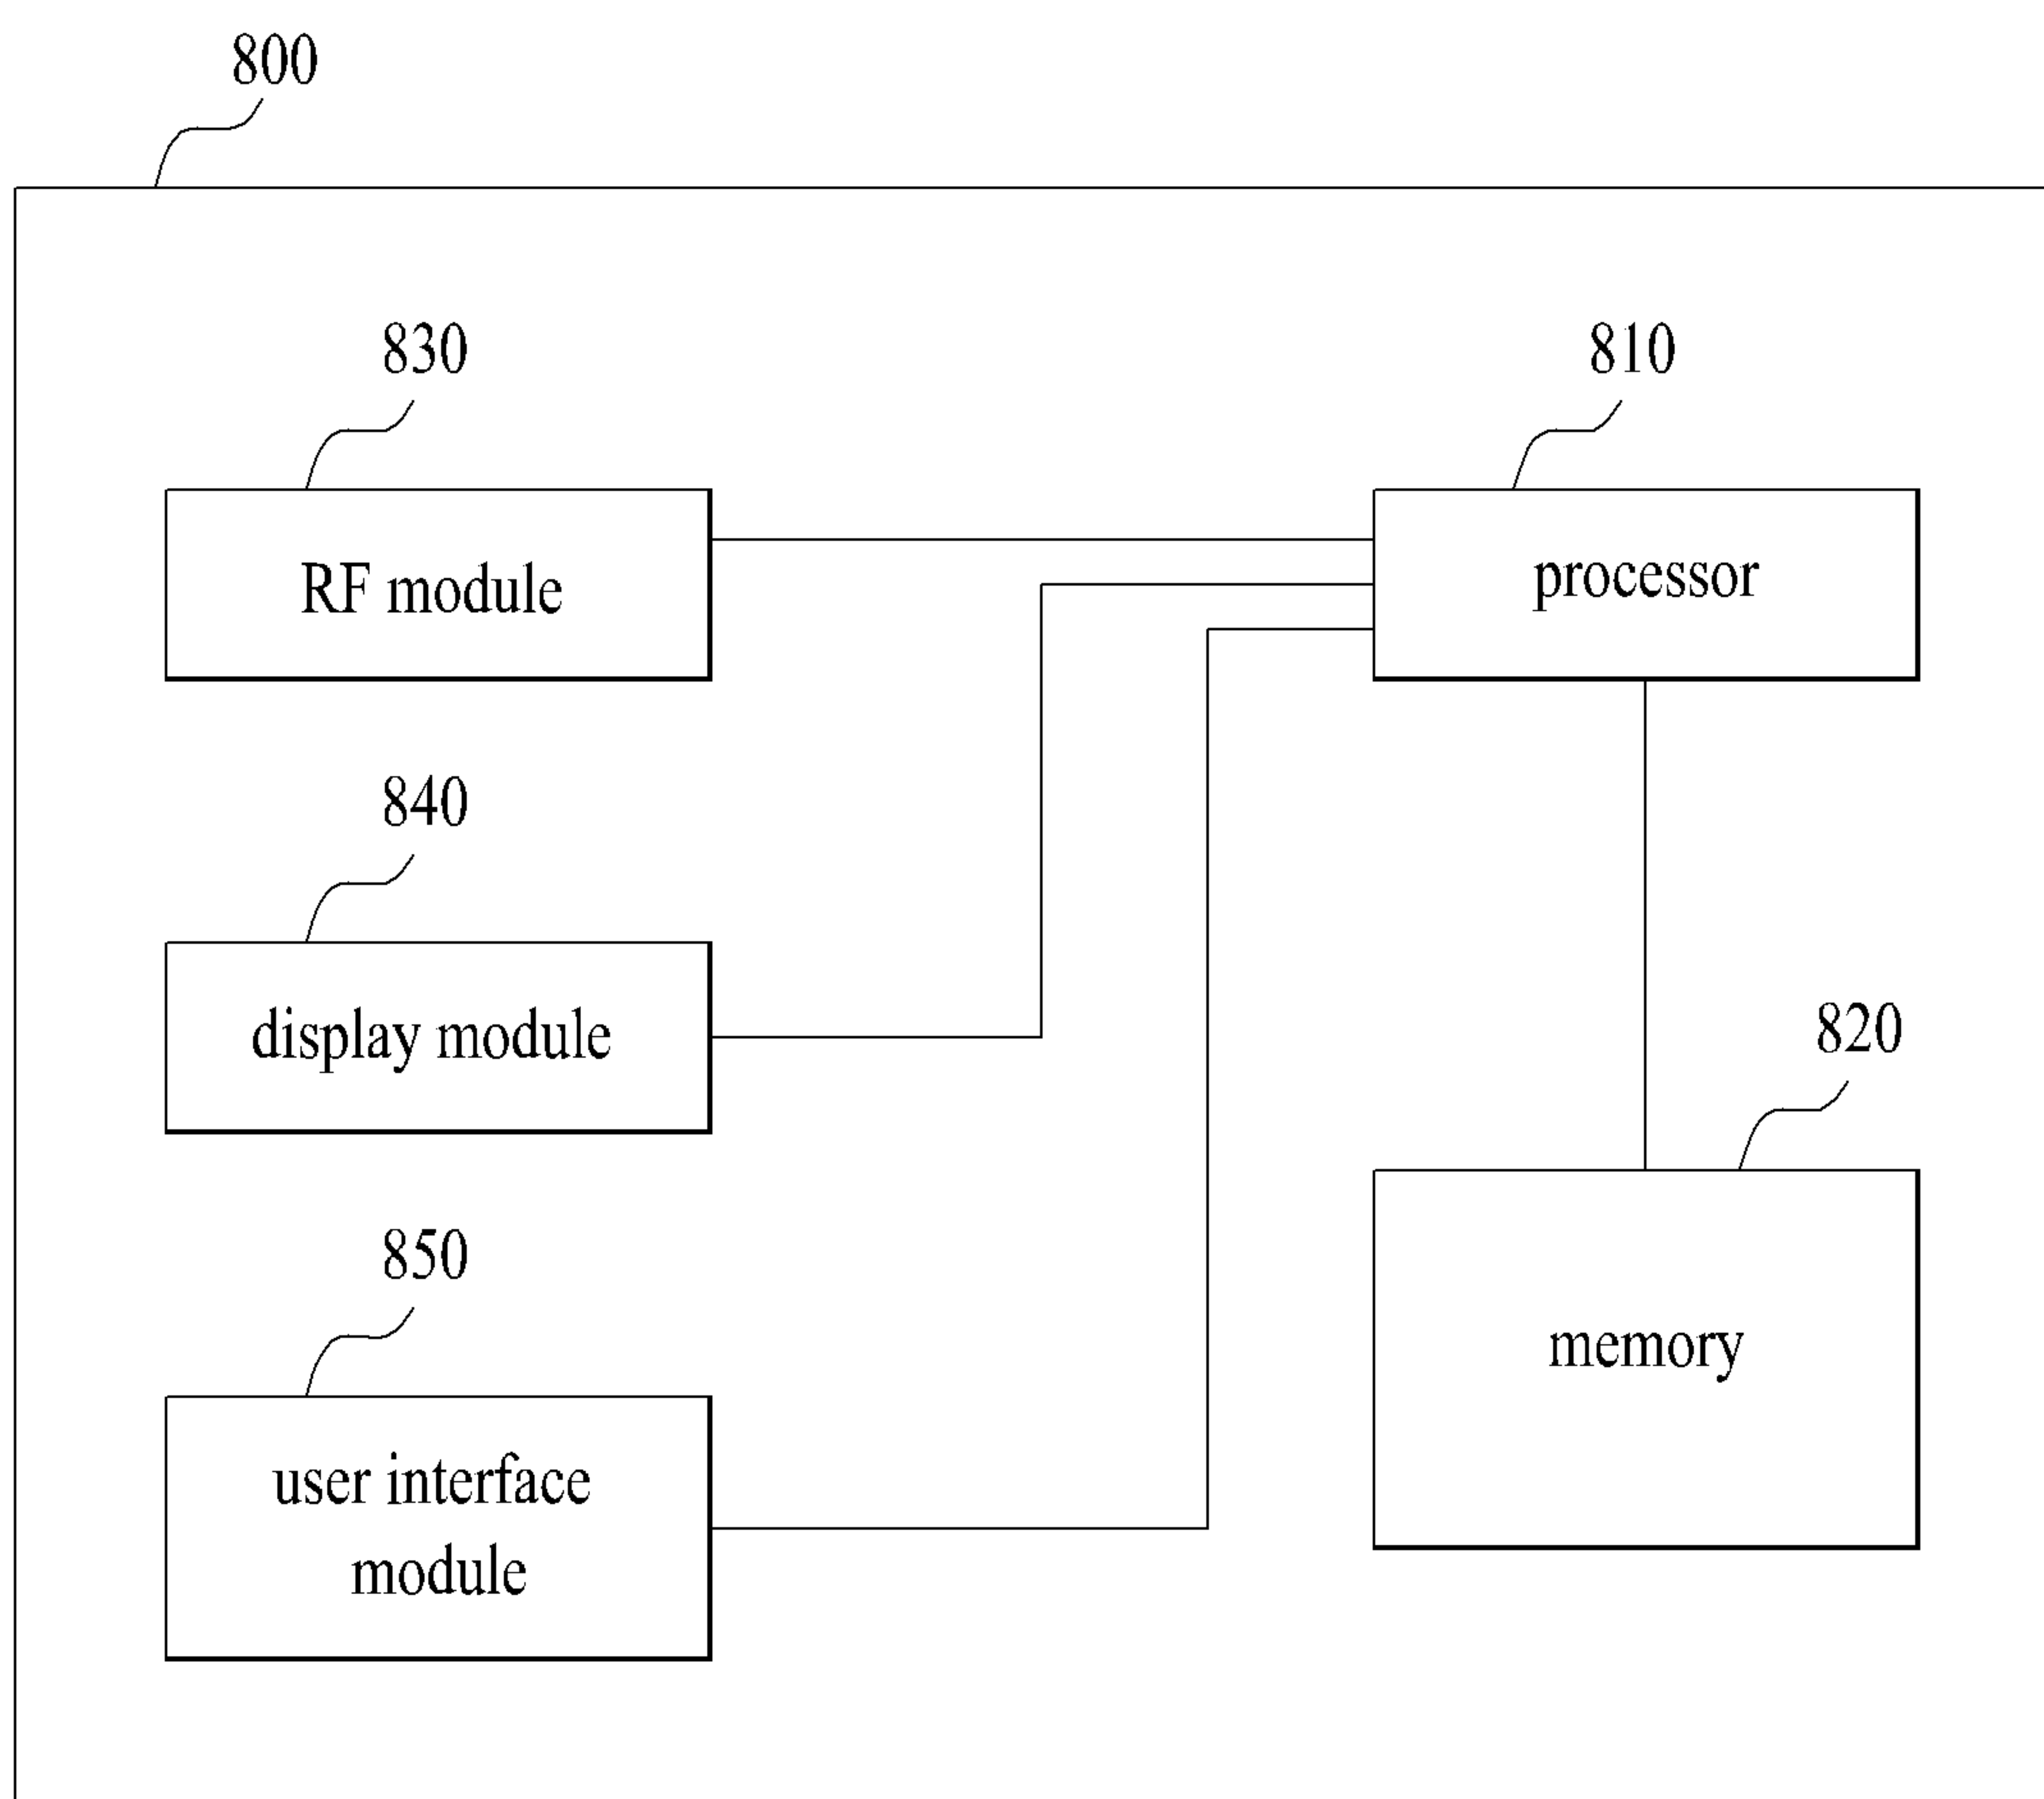 800
830
810
RF module
processor
840
display module
820
850
memory
user interface
module